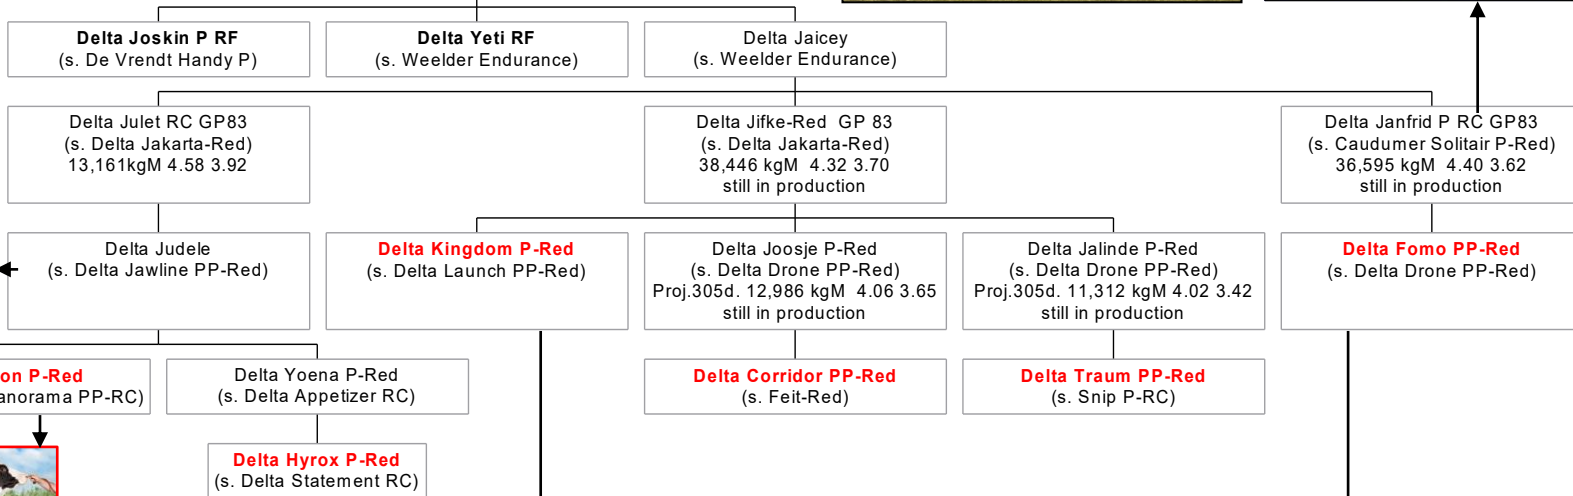 Delta Joskin P RF
(s. De Vrendt Handy P)
Delta Yeti RF
(s. Weelder Endurance)
Delta Jaicey
(s. Weelder Endurance)
Delta Julet RC GP83
(s. Delta Jakarta-Red)
13,161kgM 4.58 3.92
Delta Jifke-Red GP 83
(s. Delta Jakarta-Red)
38,446 kgM 4.32 3.70
still in production
Delta Janfrid P RC GP83
(s. Caudumer Solitair P-Red)
36,595 kgM 4.40 3.62
still in production
Delta Judele
(s. Delta Jawline PP-Red)
Delta Kingdom P-Red
(s. Delta Launch PP-Red)
Delta Joosje P-Red
(s. Delta Drone PP-Red)
Proj.305d. 12,986 kgM 4.06 3.65
still in production
Delta Jalinde P-Red
(s. Delta Drone PP-Red)
Proj.305d. 11,312 kgM 4.02 3.42
still in production
Delta Fomo PP-Red
(s. Delta Drone PP-Red)
on P-Red
anorama PP-RC)
Delta Yoena P-Red
(s. Delta Appetizer RC)
Delta Corridor PP-Red
(s. Feit-Red)
Delta Traum PP-Red
(s. Snip P-RC)
Delta Hyrox P-Red
(s. Delta Statement RC)